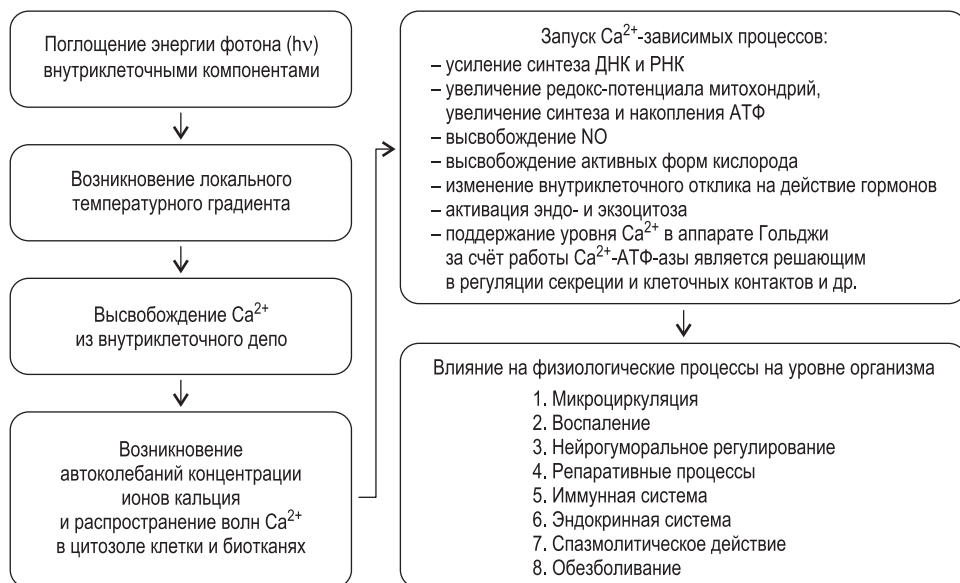 Поглощение энергии фотона (hν)
внутриклеточными компонентами
Возникновение локального
температурного градиента
Высвобождение Ca²⁺
из внутриклеточного депо
Возникновение
автоколебаний концентрации
ионов кальция
и распространение волн Ca²⁺
в цитозоле клетки и биотканях
Запуск Ca²⁺-зависимых процессов:
– усиление синтеза ДНК и РНК
– увеличение редокс-потенциала митохондрий,
увеличение синтеза и накопления АТФ
– высвобождение NO
– высвобождение активных форм кислорода
– изменение внутриклеточного отклика на действие гормонов
– активация эндо- и экзоцитоза
– поддержание уровня Ca²⁺ в аппарате Гольджи
за счёт работы Ca²⁺-АТФ-азы является решающим
в регуляции секреции и клеточных контактов и др.
Влияние на физиологические процессы на уровне организма
1. Микроциркуляция
2. Воспаление
3. Нейрогуморальное регулирование
4. Репаративные процессы
5. Иммунная система
6. Эндокринная система
7. Спазмолитическое действие
8. Обезболивание